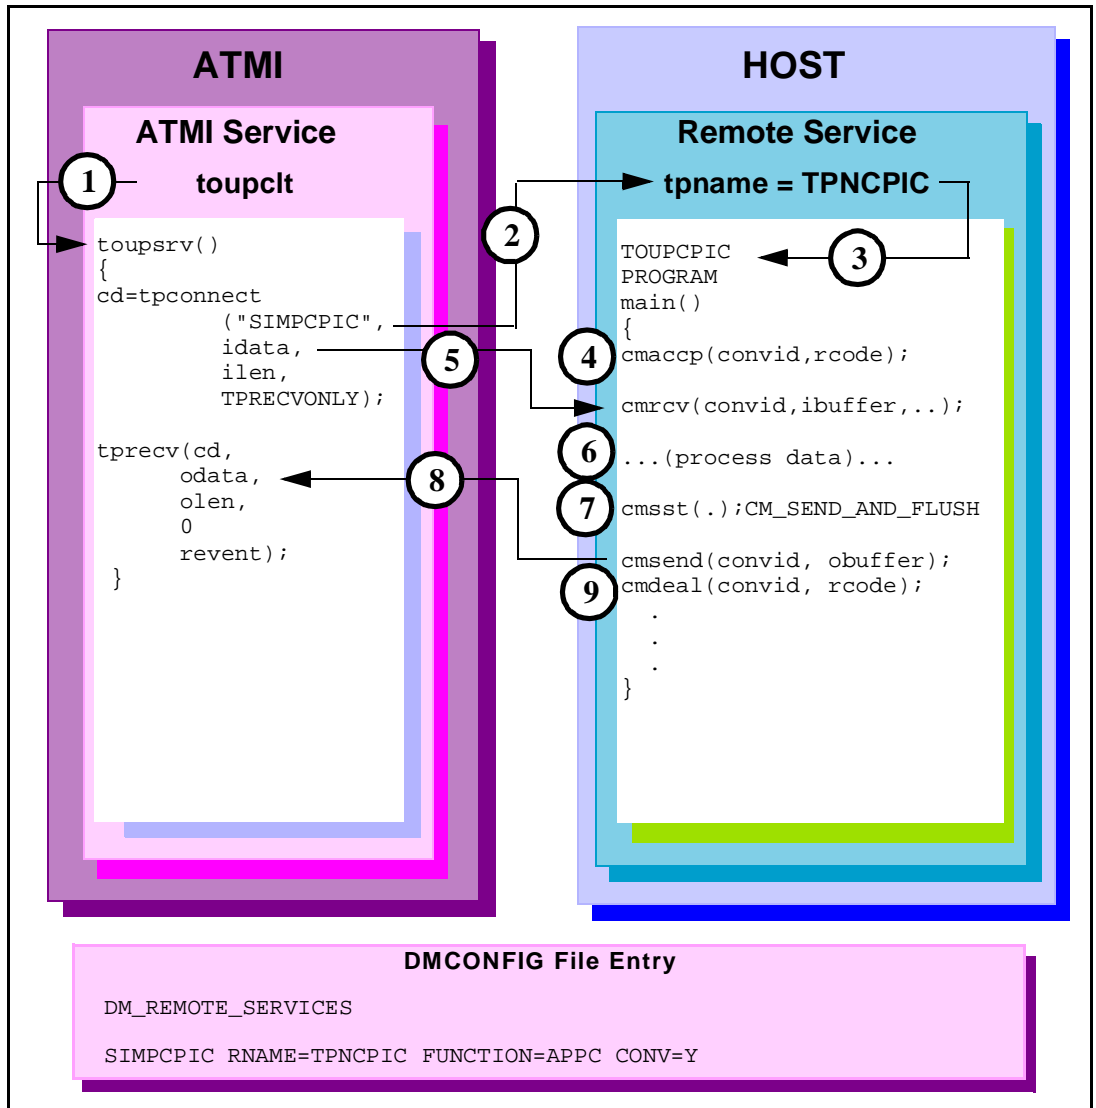 ATMI
ATMI Service
toupclt
1
toupsrv()
{
cd=tpconnect
("SIMPCPIC",
idata,
ilen,
TPRECVONLY);
tprecv(cd,
odata,
olen,
0
revent);
}
2
5
8
HOST
Remote Service
tpname = TPNCPIC
3
TOUPCPIC
PROGRAM
main()
{
4
cmaccp(convid,rcode);
cmrcv(convid,ibuffer,..);
6
...(process data)...
7
cmsst(.);CM_SEND_AND_FLUSH
cmsend(convid, obuffer);
9
cmdeal(convid, rcode);
.
.
.
}
DMCONFIG File Entry
DM_REMOTE_SERVICES
SIMPCPIC RNAME=TPNCPIC FUNCTION=APPC CONV=Y